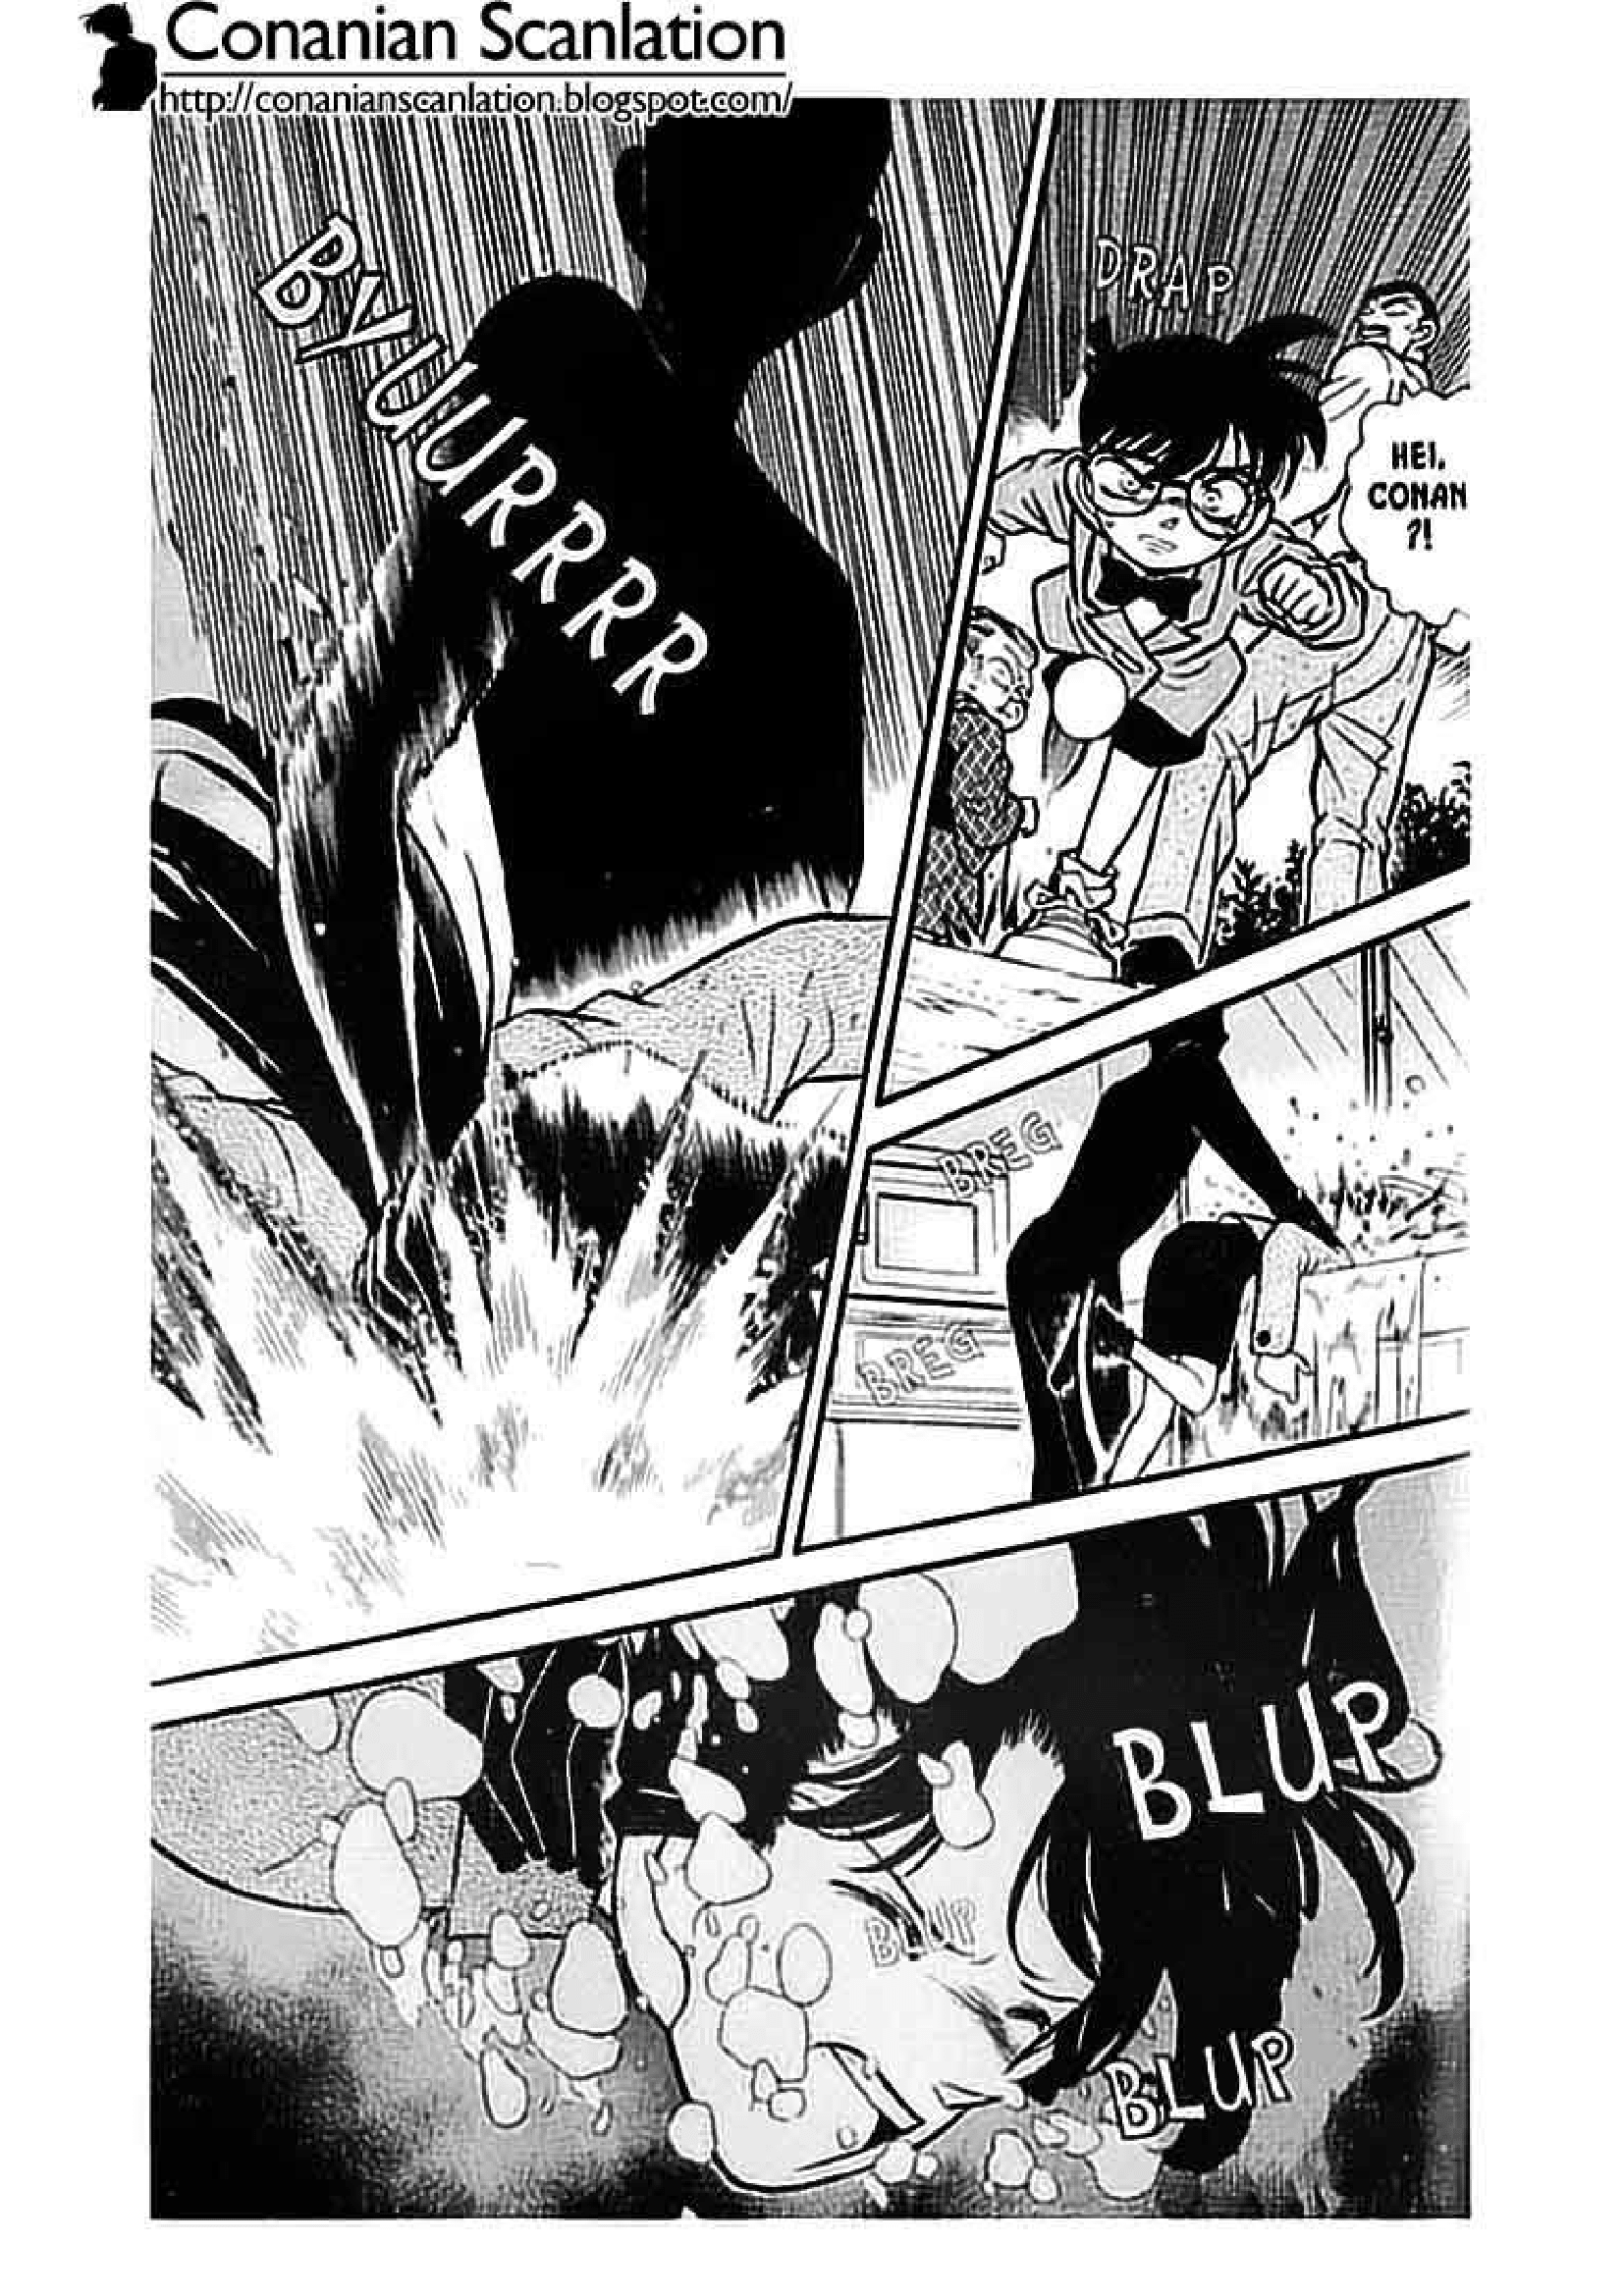 Conanian Scanlation
http://conanianscanlation.blogspot.com/
DRAP
HEI,
CONAN
?!
BYUURRRR
BREG
BREG
BLUP
BLUP
BLUP